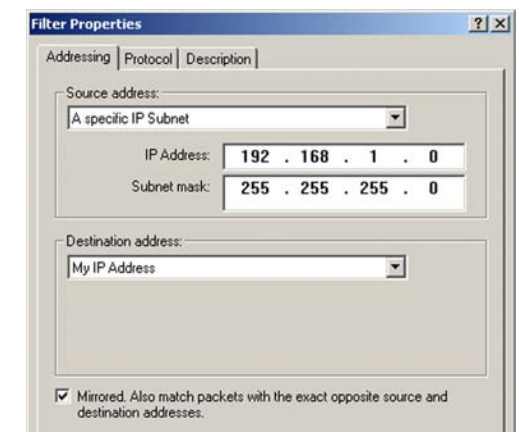 Filter Properties
Addressing Protocol Description
Source address:
A specific IP Subnet
IP Address: 192 . 168 . 1 . 0
Subnet mask: 255 . 255 . 255 . 0
Destination address:
My IP Address
Mirrored. Also match packets with the exact opposite source and
destination addresses.